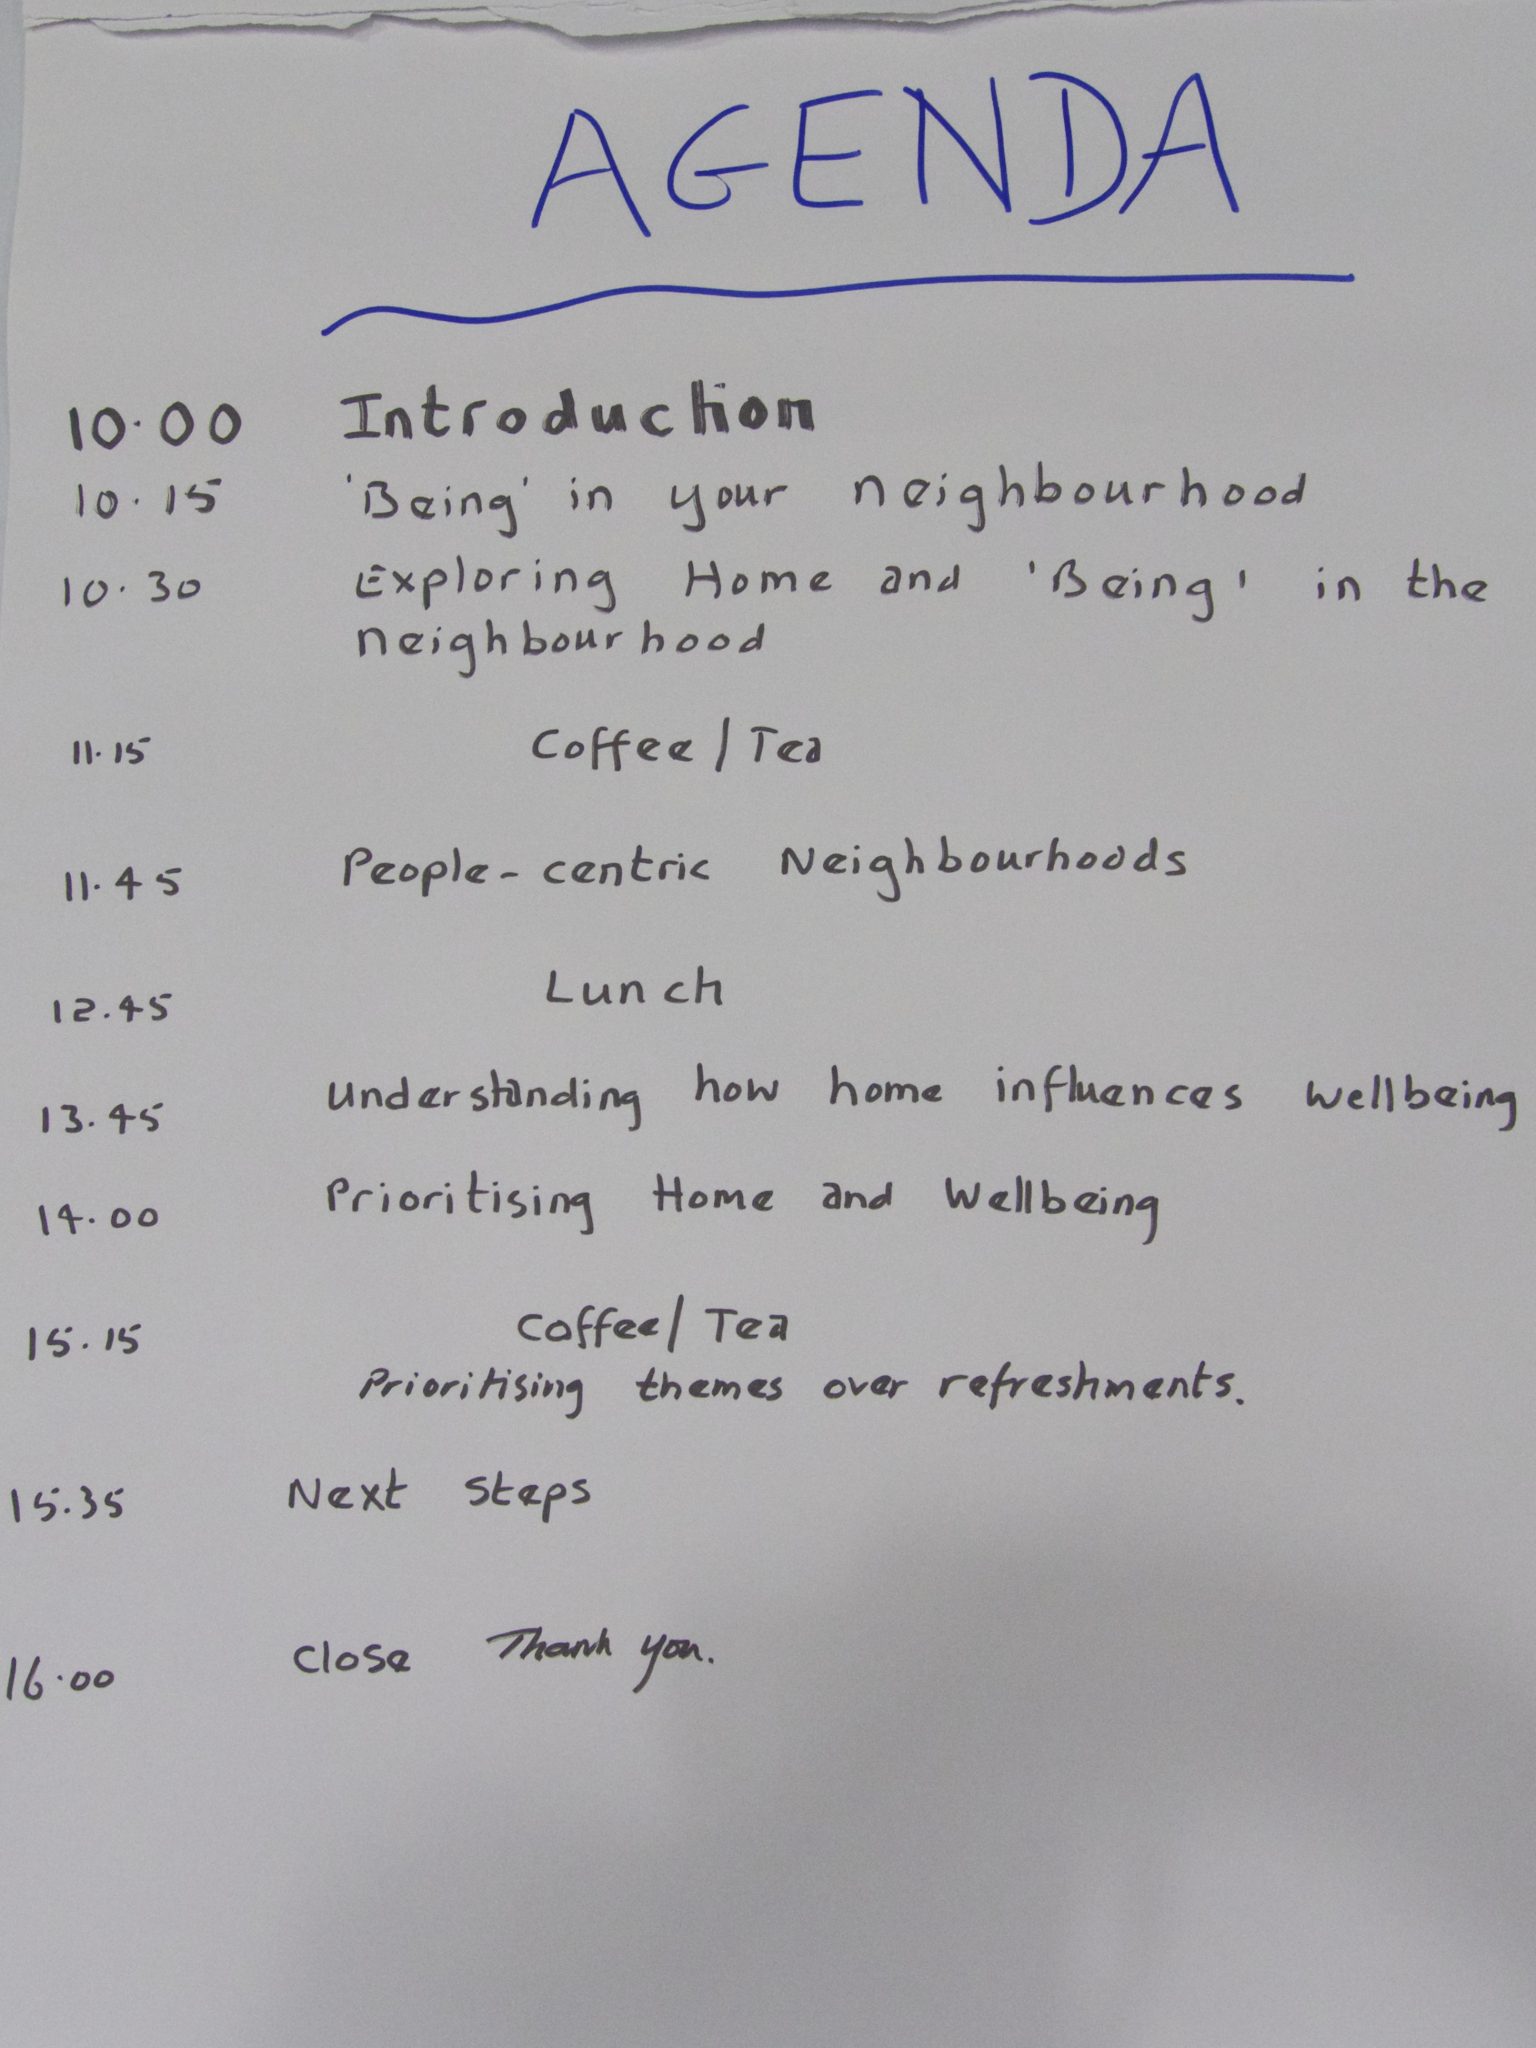 AGENDA
10.00 Introduction
10.15 'Being' in your neighbourhood
10.30 Exploring Home and 'Being' in the
neighbourhood
11.15 Coffee / Tea
11.45 People-centric Neighbourhoods
12.45 Lunch
13.45 Understanding how home influences wellbeing
14.00 Prioritising Home and Wellbeing
15.15 Coffee / Tea
Prioritising themes over refreshments.
15.35 Next steps
16.00 Close Thank you.